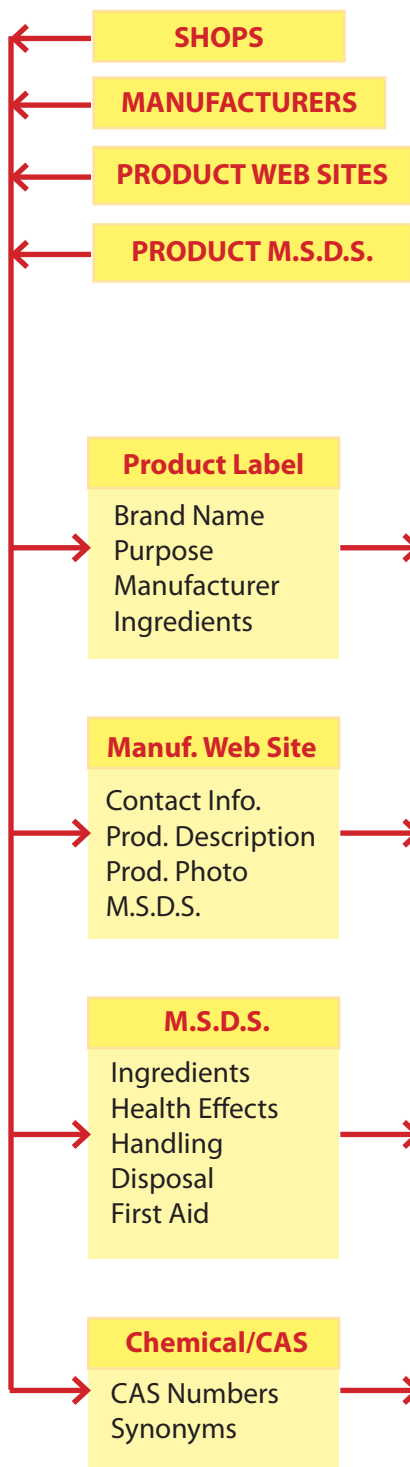 SHOPS
MANUFACTURERS
PRODUCT WEB SITES
PRODUCT M.S.D.S.
Product Label
Brand Name
Purpose
Manufacturer
Ingredients
Manuf. Web Site
Contact Info.
Prod. Description
Prod. Photo
M.S.D.S.
M.S.D.S.
Ingredients
Health Effects
Handling
Disposal
First Aid
Chemical/CAS
CAS Numbers
Synonyms